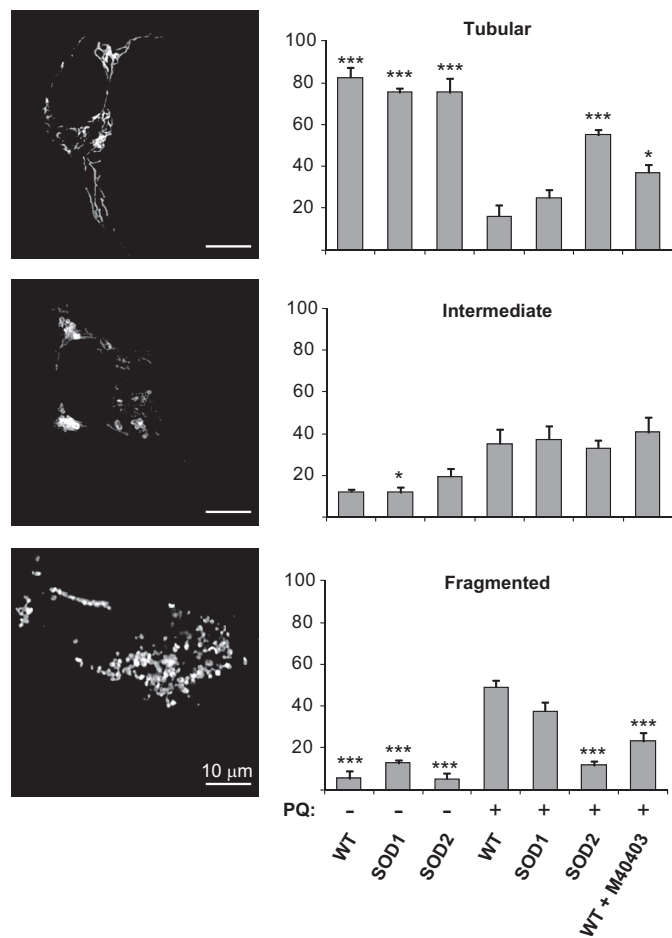 Tubular
100
80
60
40
20
*** *** *** *** *
Intermediate
100
80
60
40
20
*
Fragmented
100
80
60
40
20
*** *** *** *** ***
10 µm
PQ: - - - + + + +
WT
SOD1
SOD2
WT
SOD1
SOD2
WT + M40403